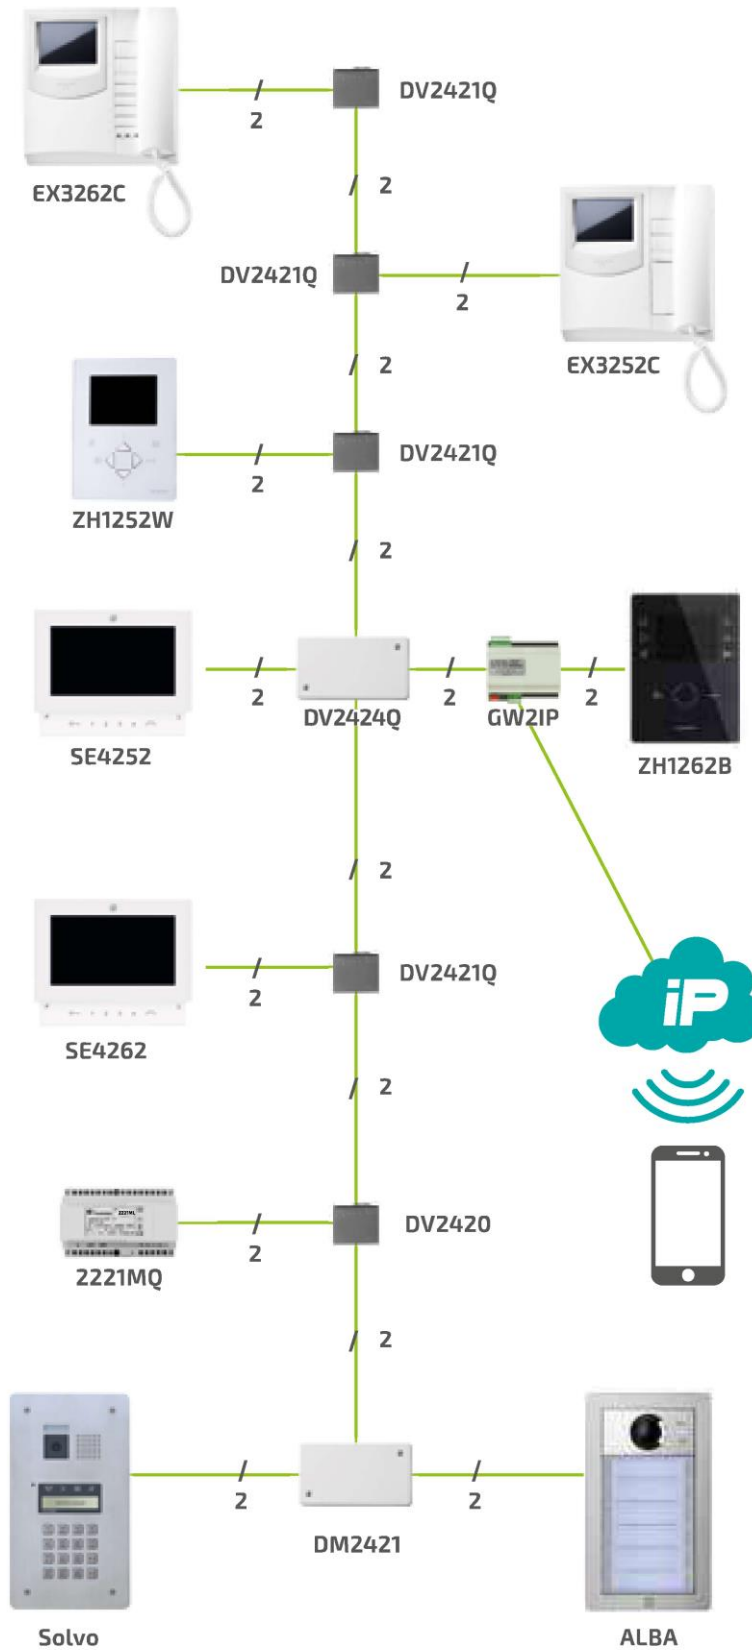 DV2421Q
2
EX3262C
2
DV2421Q
2
2
EX3252C
DV2421Q
2
ZH1252W
2
2
2
2
DV2424Q
GW2IP
SE4252
ZH1262B
2
DV2421Q
2
iP
SE4262
2
DV2420
2
2221MQ
2
2
2
DM2421
Solvo
ALBA